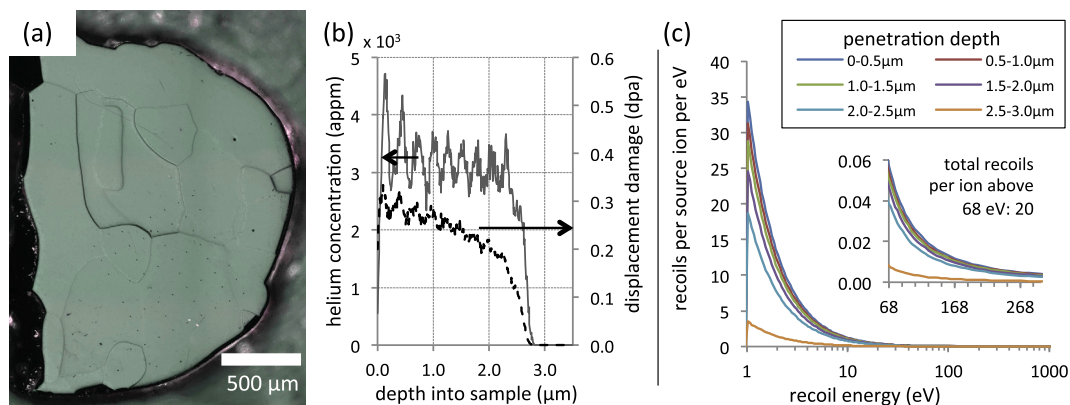 (a)
500 µm
(b)
x 10³
5
4
3
2
1
0
helium concentration (appm)
0.0
1.0
2.0
3.0
depth into sample (µm)
0.6
0.5
0.4
0.3
0.2
0.1
0.0
displacement damage (dpa)
(c)
penetration depth
0-0.5µm
0.5-1.0µm
1.0-1.5µm
1.5-2.0µm
2.0-2.5µm
2.5-3.0µm
40
35
30
25
20
15
10
5
0
recoils per source ion per eV
1
10
100
1000
recoil energy (eV)
0.06
0.04
0.02
0.00
68
168
268
total recoils
per ion above
68 eV: 20